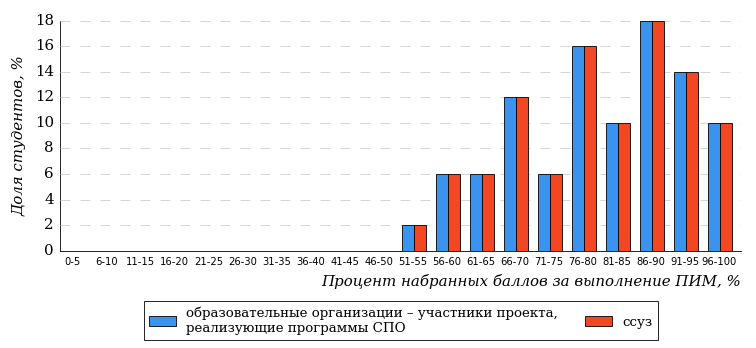 18
16
14
12
10
8
6
4
2
0
Доля студентов, %
0-5 6-10 11-15 16-20 21-25 26-30 31-35 36-40 41-45 46-50 51-55 56-60 61-65 66-70 71-75 76-80 81-85 86-90 91-95 96-100
Процент набранных баллов за выполнение ПИМ, %
образовательные организации – участники проекта,
реализующие программы СПО
ссуз